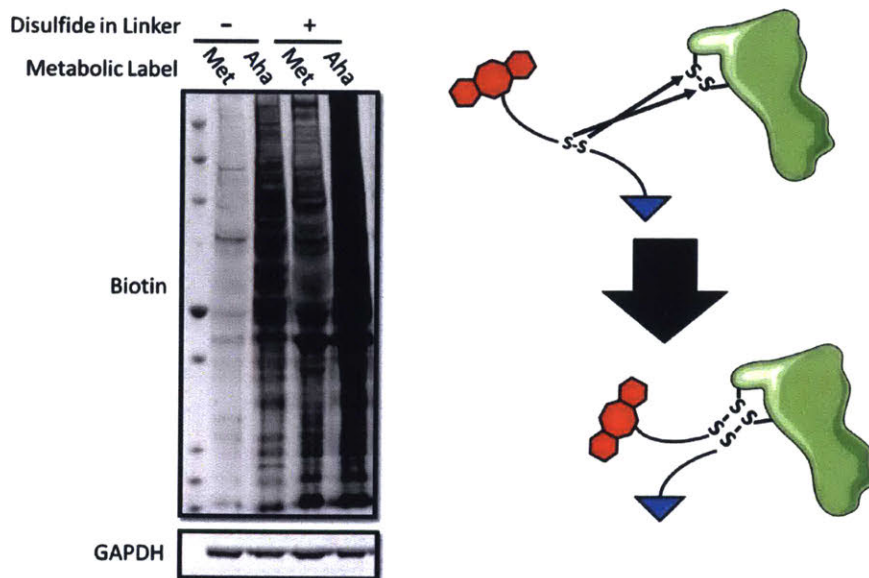 Disulfide in Linker - +
Metabolic Label Met Aha Met Aha
Biotin
GAPDH
S-S
S-S
S-S
S-S